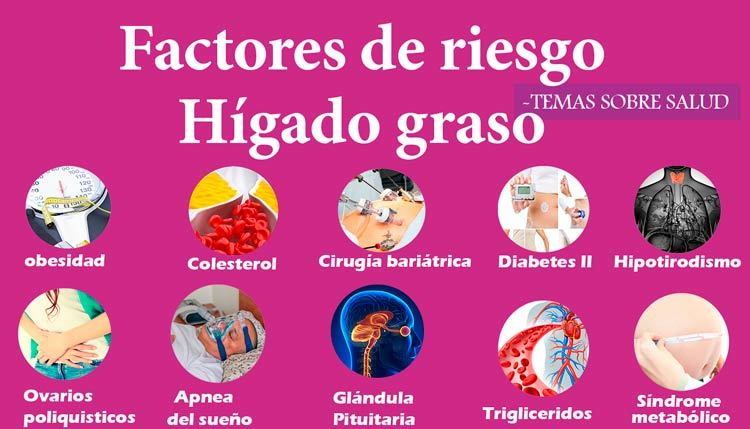 Factores de riesgo
Hígado graso
~TEMAS SOBRE SALUD
obesidad
Colesterol
Cirugía bariátrica
Diabetes II
Hipotirodismo
Ovarios
poliquisticos
Apnea
del sueño
Glándula
Pituitaria
Trigliceridos
Síndrome
metabólico